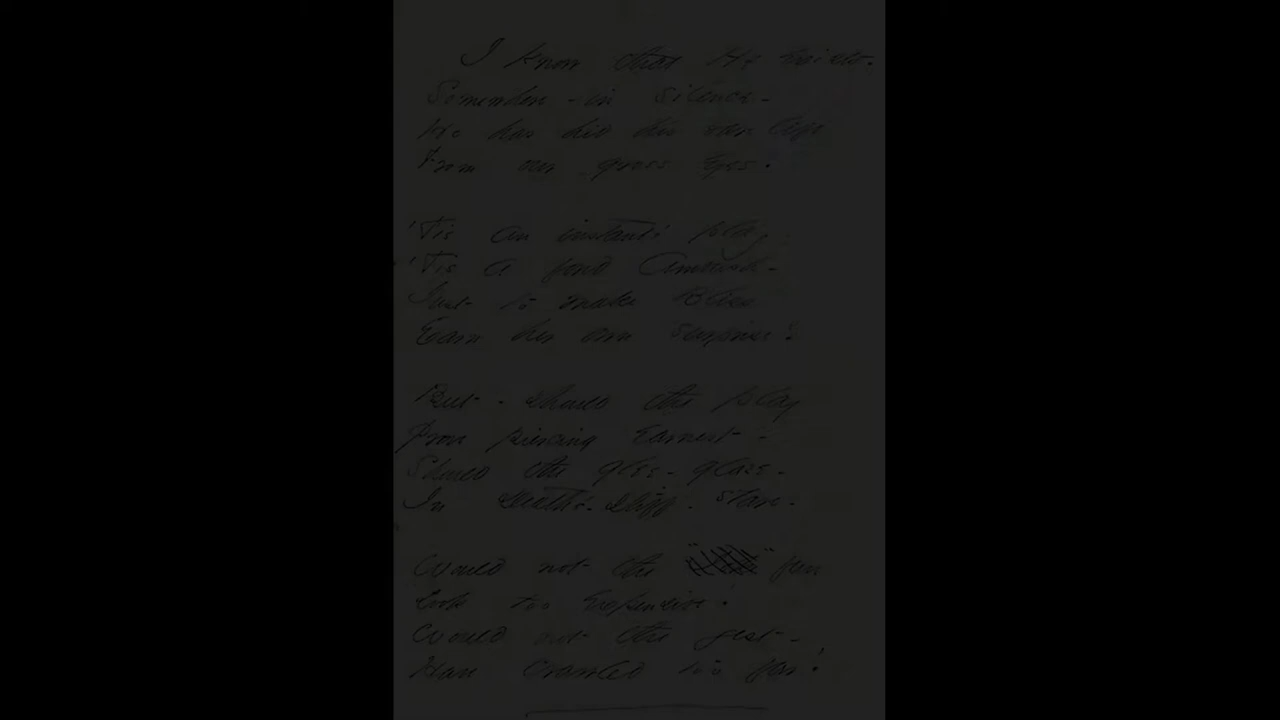 I know that He exists.
Somewhere - in silence -
He has hid his rare life
From our gross Eyes.

'Tis an instant's play,
'Tis a fond Ambush -
Just to make Bliss
Earn her own surprise!

But - should the play
Prove piercing Earnest -
Should the glee - glaze -
In Death's - stiff - stare -

Would not the fun
Look too Expensive!
Would not the jest -
Have crawled too far!